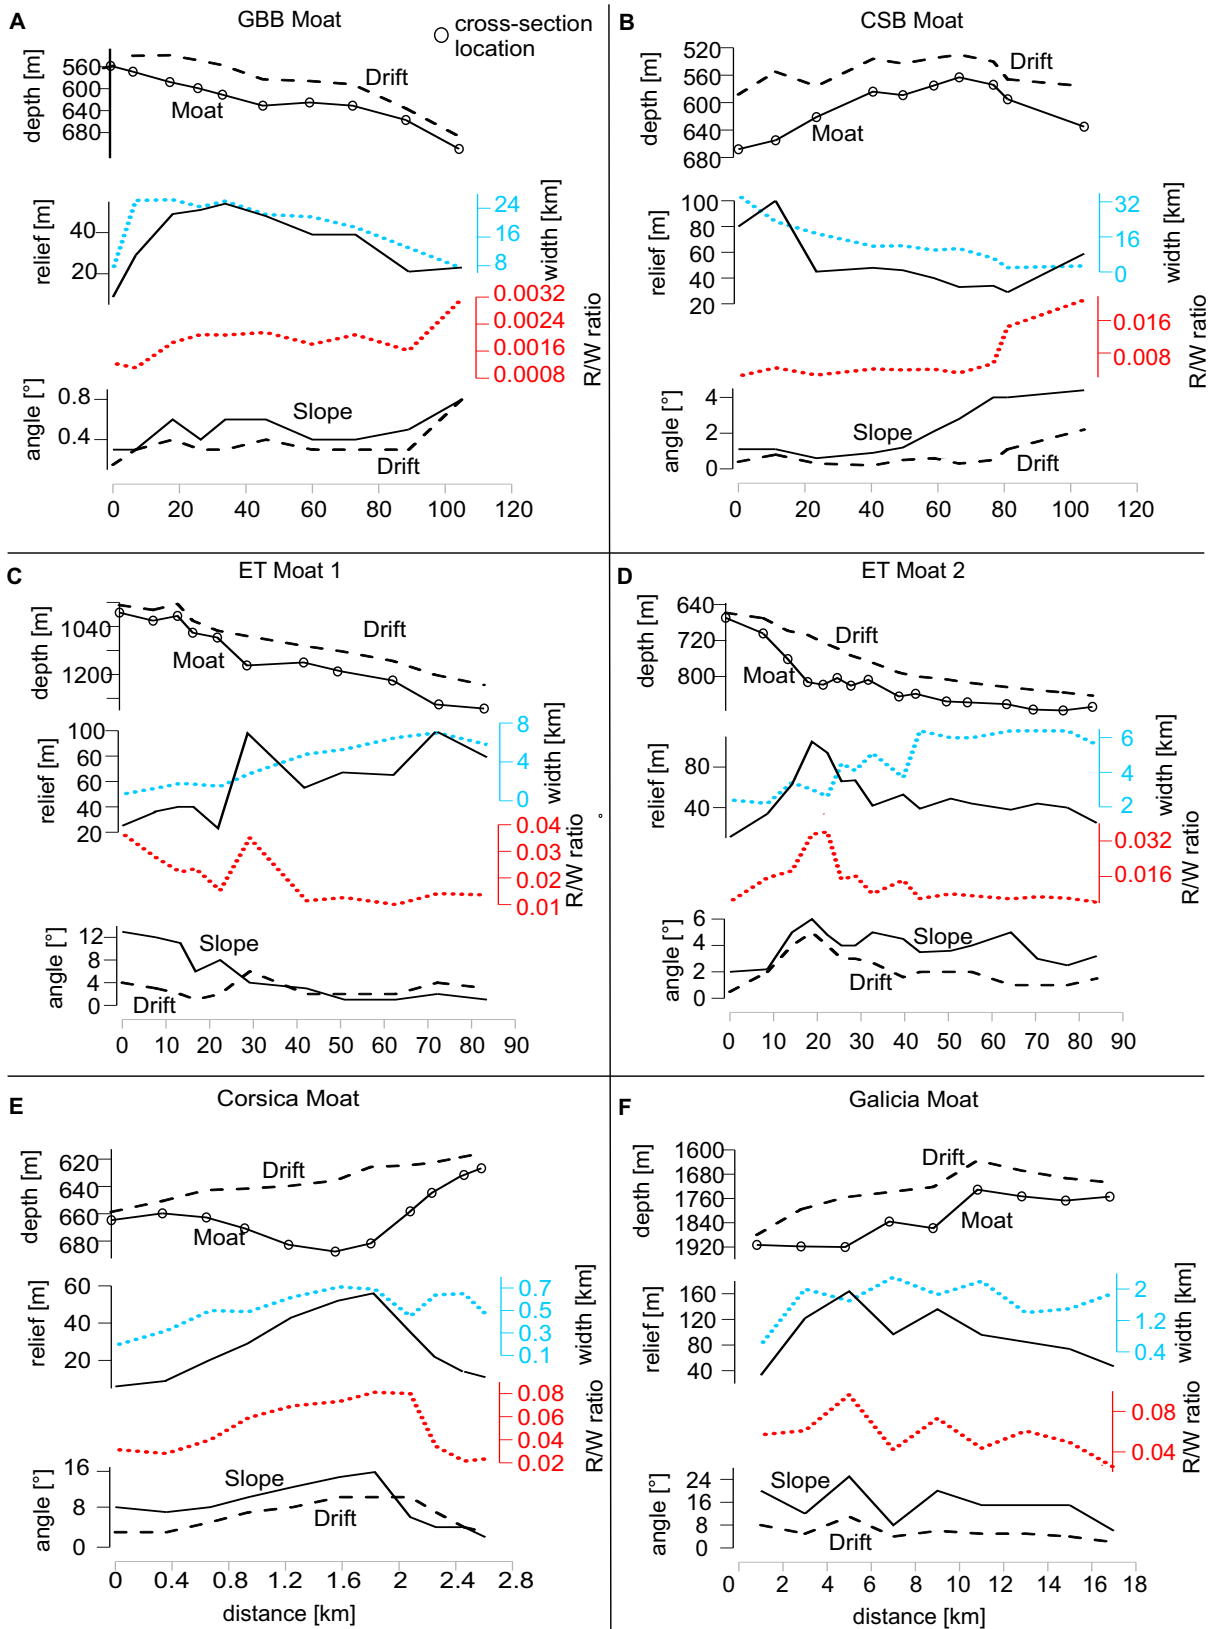 A
GBB Moat
cross-section
location
depth [m]
560
600
640
680
Drift
Moat
relief [m]
40
20
24
16
8
width [km]
0.0032
0.0024
0.0016
0.0008
R/W ratio
angle [°]
0.8
0.4
Slope
Drift
0 20 40 60 80 100 120
B
CSB Moat
depth [m]
520
560
600
640
680
Drift
Moat
relief [m]
100
80
60
40
20
32
16
0
width [km]
0.016
0.008
R/W ratio
angle [°]
4
2
0
Slope
Drift
0 20 40 60 80 100 120
C
ET Moat 1
depth [m]
1040
1200
Drift
Moat
relief [m]
100
80
60
40
20
8
4
0
width [km]
0.04
0.03
0.02
0.01
R/W ratio
angle [°]
12
8
4
0
Slope
Drift
0 10 20 30 40 50 60 70 80 90
D
ET Moat 2
depth [m]
640
720
800
Drift
Moat
relief [m]
80
40
6
4
2
width [km]
0.032
0.016
R/W ratio
angle [°]
6
4
2
0
Slope
Drift
0 10 20 30 40 50 60 70 80 90
E
Corsica Moat
depth [m]
620
640
660
680
Drift
Moat
relief [m]
60
40
20
0.7
0.5
0.3
0.1
width [km]
0.08
0.06
0.04
0.02
R/W ratio
angle [°]
16
8
0
Slope
Drift
0 0.4 0.8 1.2 1.6 2 2.4 2.8
distance [km]
F
Galicia Moat
depth [m]
1600
1680
1760
1840
1920
Drift
Moat
relief [m]
160
120
80
40
2
1.2
0.4
width [km]
0.08
0.04
R/W ratio
angle [°]
24
16
8
0
Slope
Drift
0 2 4 6 8 10 12 14 16 18
distance [km]